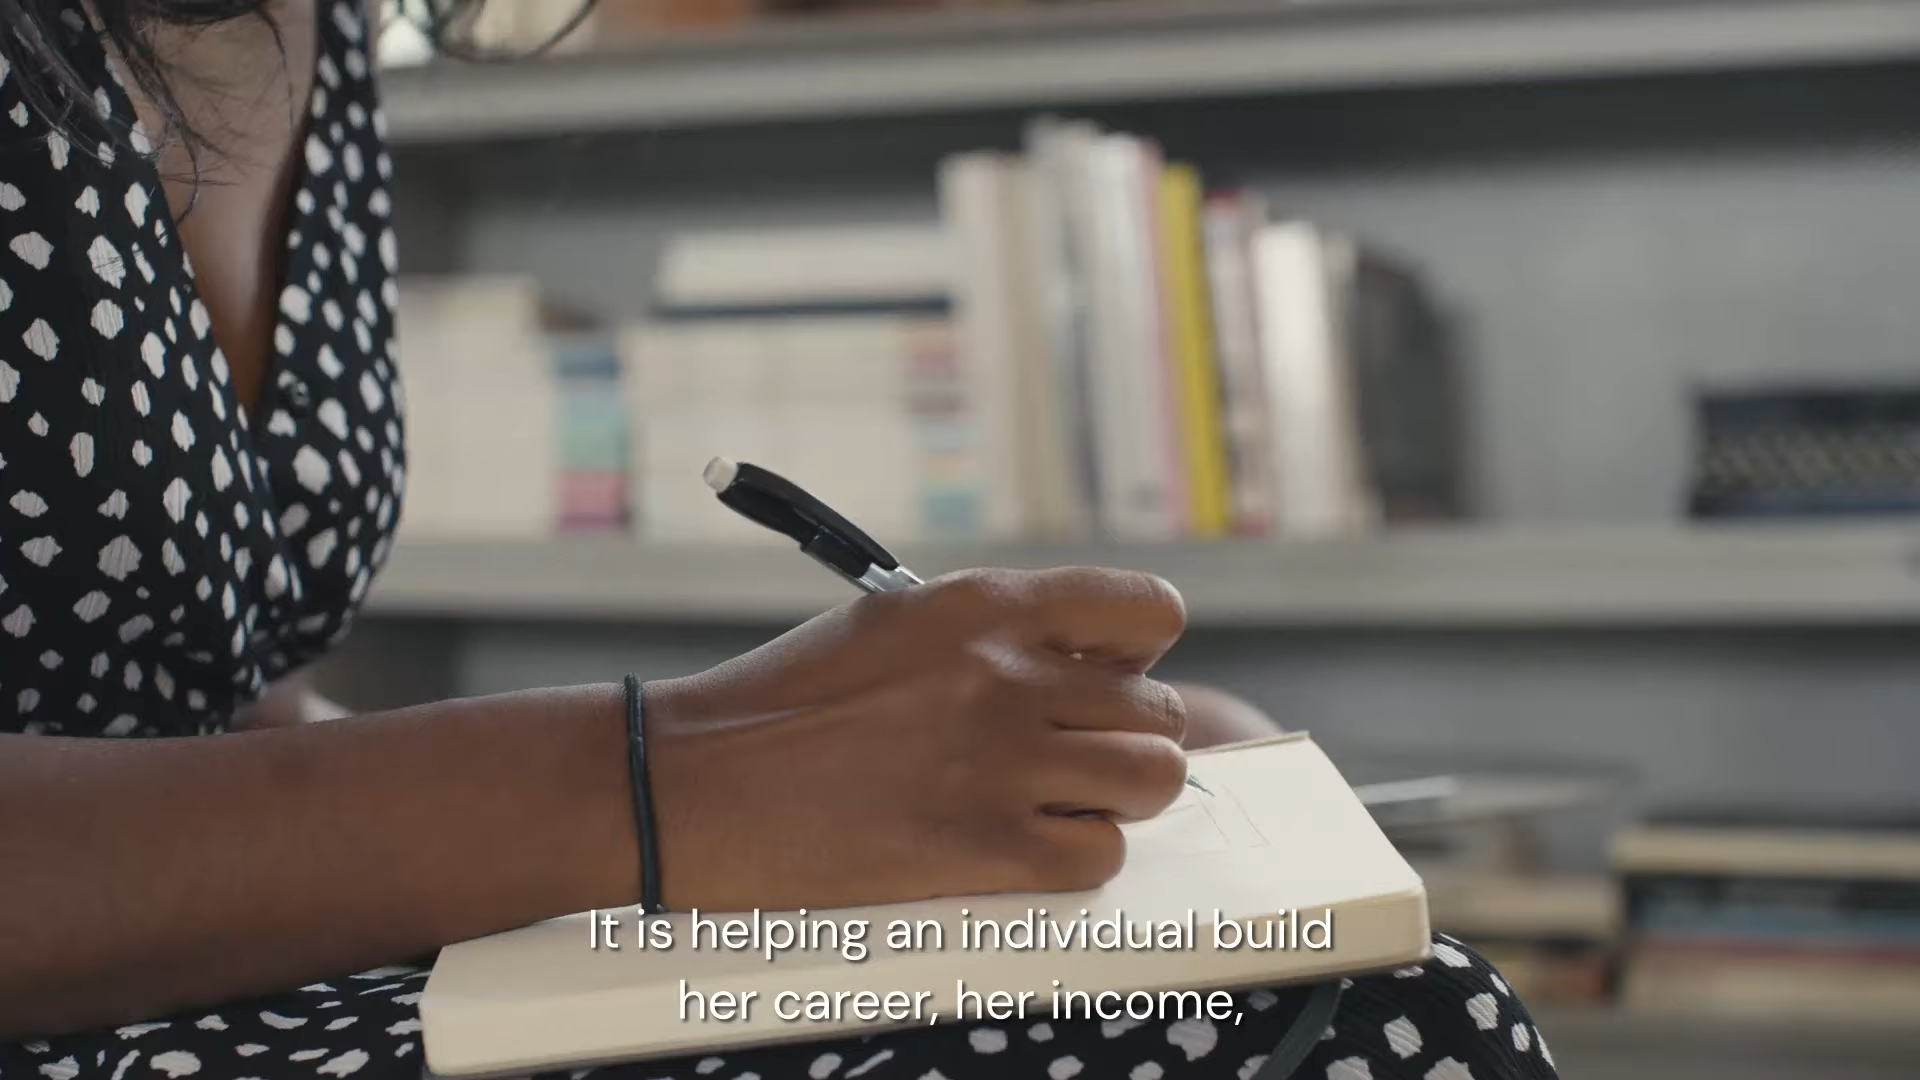 It is helping an individual build
her career, her income,